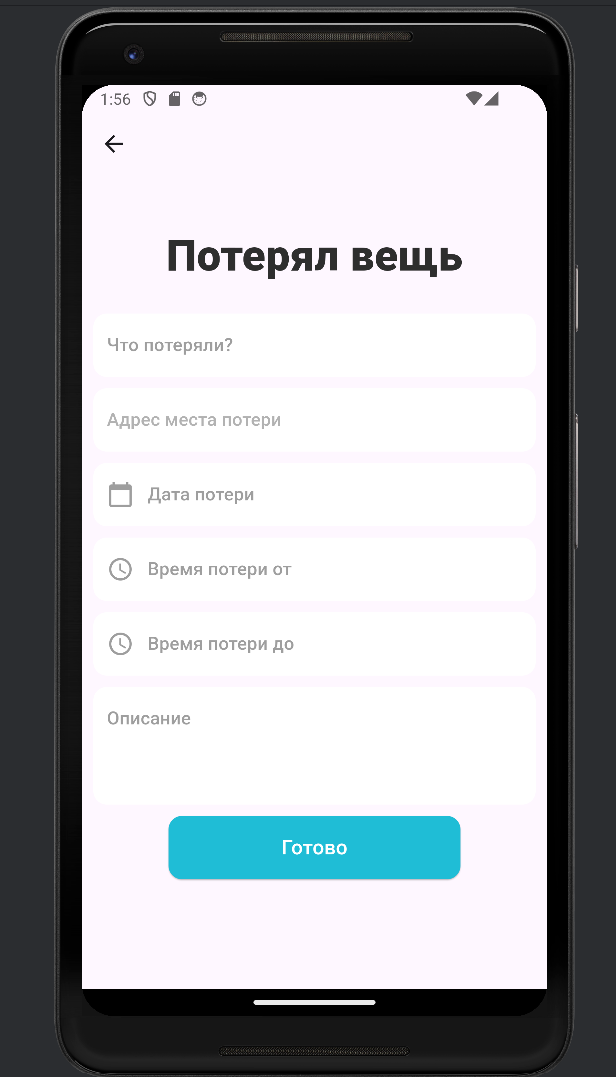 1:56
Потерял вещь
Что потеряли?
Адрес места потери
Дата потери
Время потери от
Время потери до
Описание
Готово